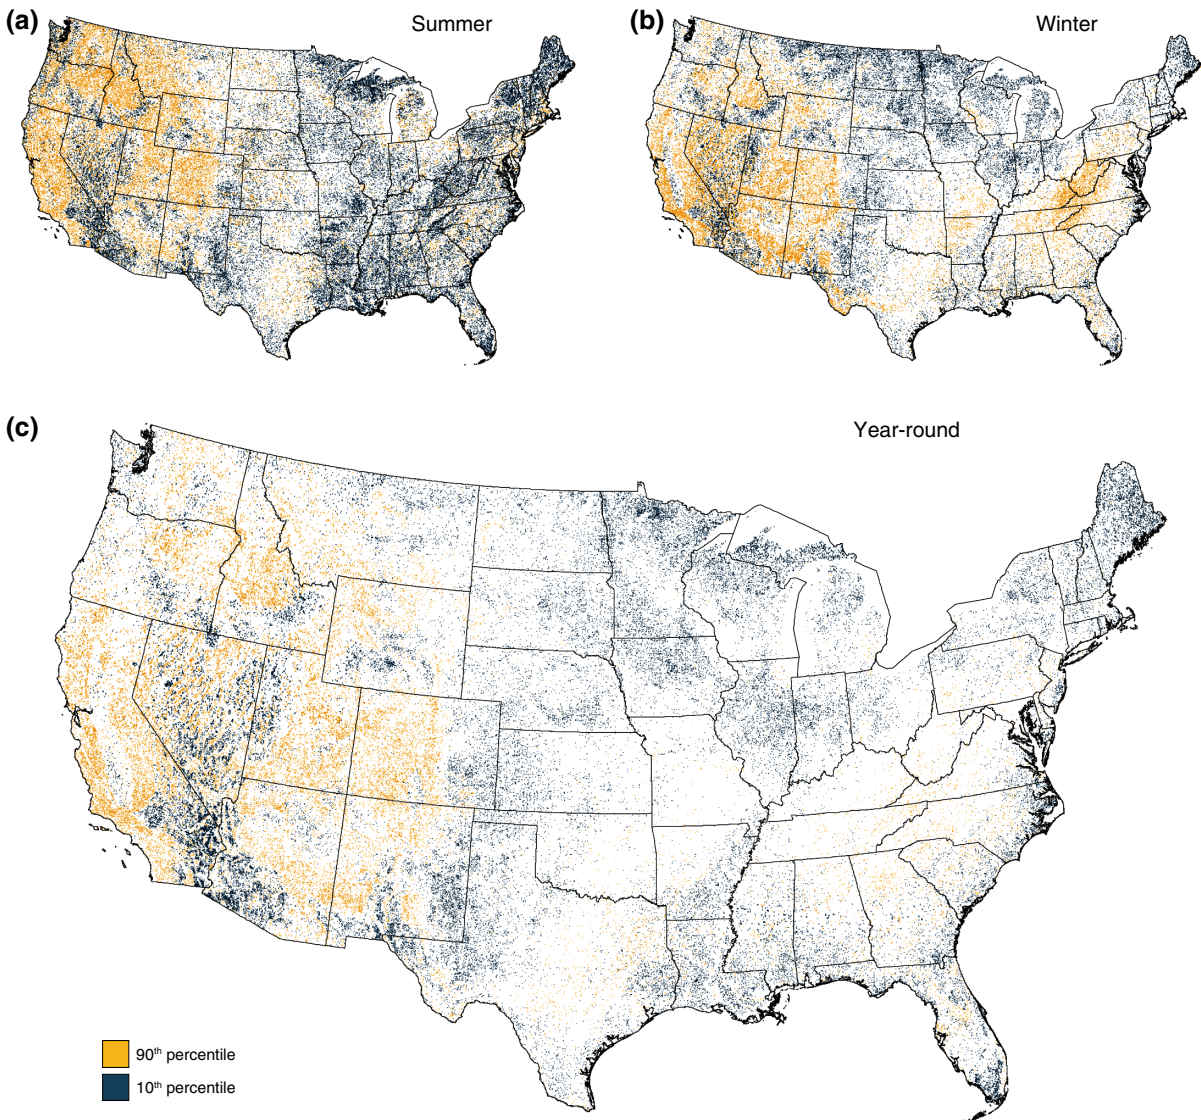 (a)
Summer
(b)
Winter
(c)
Year-round
90th percentile
10th percentile